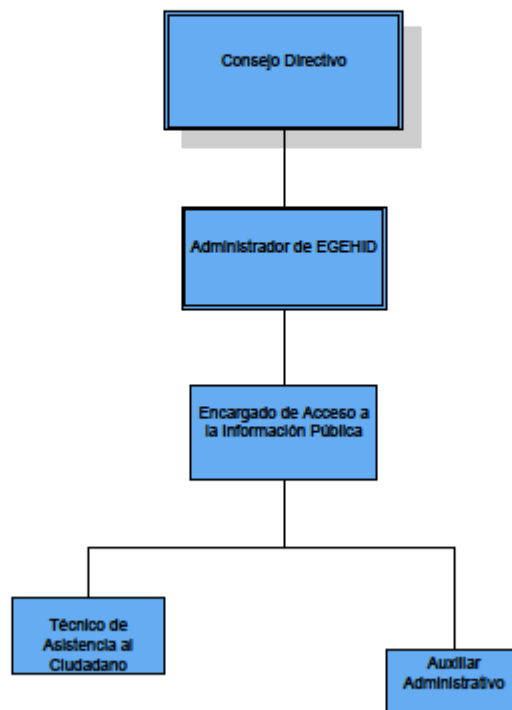 Consejo Directivo
Administrador de EGEHID
Encargado de Acceso a
la Información Pública
Técnico de
Asistencia al
Ciudadano
Auxiliar
Administrativo